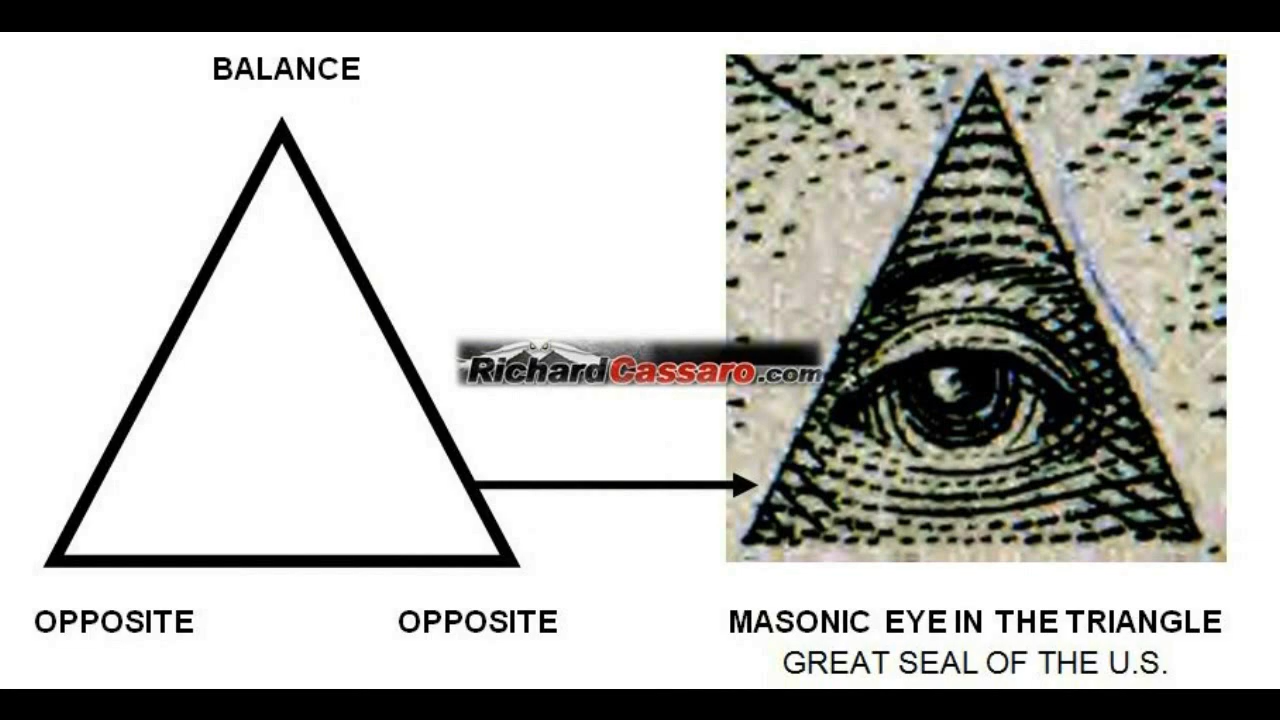 BALANCE
RichardCassaro.com
OPPOSITE
OPPOSITE
MASONIC EYE IN THE TRIANGLE
GREAT SEAL OF THE U.S.